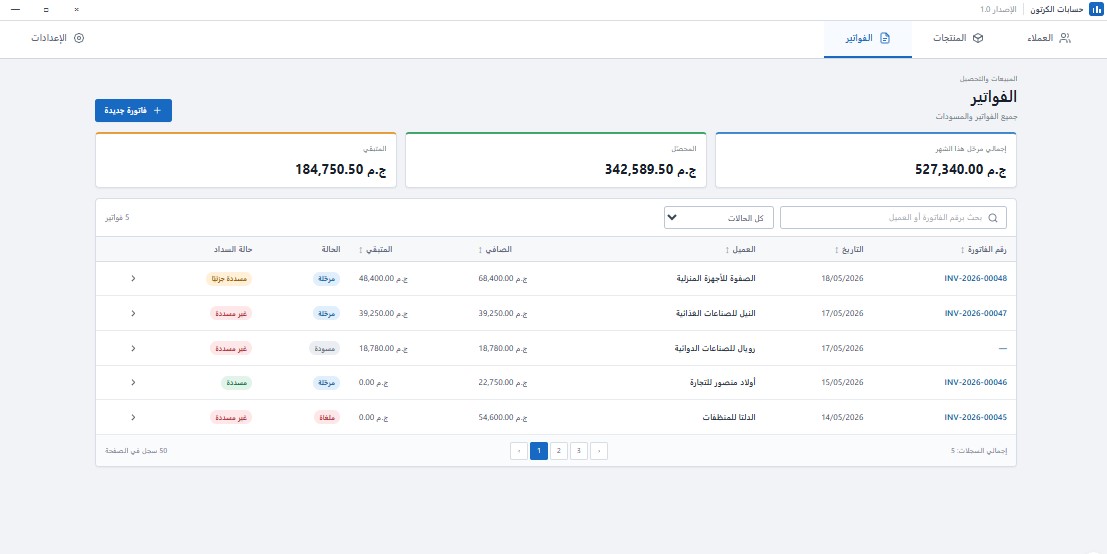 حسابات الكرتون الإصدار 1.0
العملاء المنتجات الفواتير الإعدادات
المبيعات والتحصيل
الفواتير
جميع الفواتير والمسودات
+ فاتورة جديدة
إجمالي مرحّل هذا الشهر المحصّل المتبقي
527,340.00 ج.م 342,589.50 ج.م 184,750.50 ج.م
بحث برقم الفاتورة أو العميل كل الحالات 5 فواتير
رقم الفاتورة التاريخ العميل الصافي المتبقي الحالة حالة السداد
INV-2026-00048 18/05/2026 الصفوة للأجهزة المنزلية 68,400.00 ج.م 48,400.00 ج.م مرحّلة مسددة جزئيًا
INV-2026-00047 17/05/2026 النيل للصناعات الغذائية 39,250.00 ج.م 39,250.00 ج.م مرحّلة غير مسددة
— 17/05/2026 رويال للصناعات الدوائية 18,780.00 ج.م 18,780.00 ج.م مسودة غير مسددة
INV-2026-00046 15/05/2026 أولاد منصور للتجارة 22,750.00 ج.م 0.00 ج.م مرحّلة مسددة
INV-2026-00045 14/05/2026 الدلتا للمنظفات 54,600.00 ج.م 0.00 ج.م ملغاة غير مسددة
إجمالي السجلات: 5 › 3 2 1 ‹ 50 سجل في الصفحة